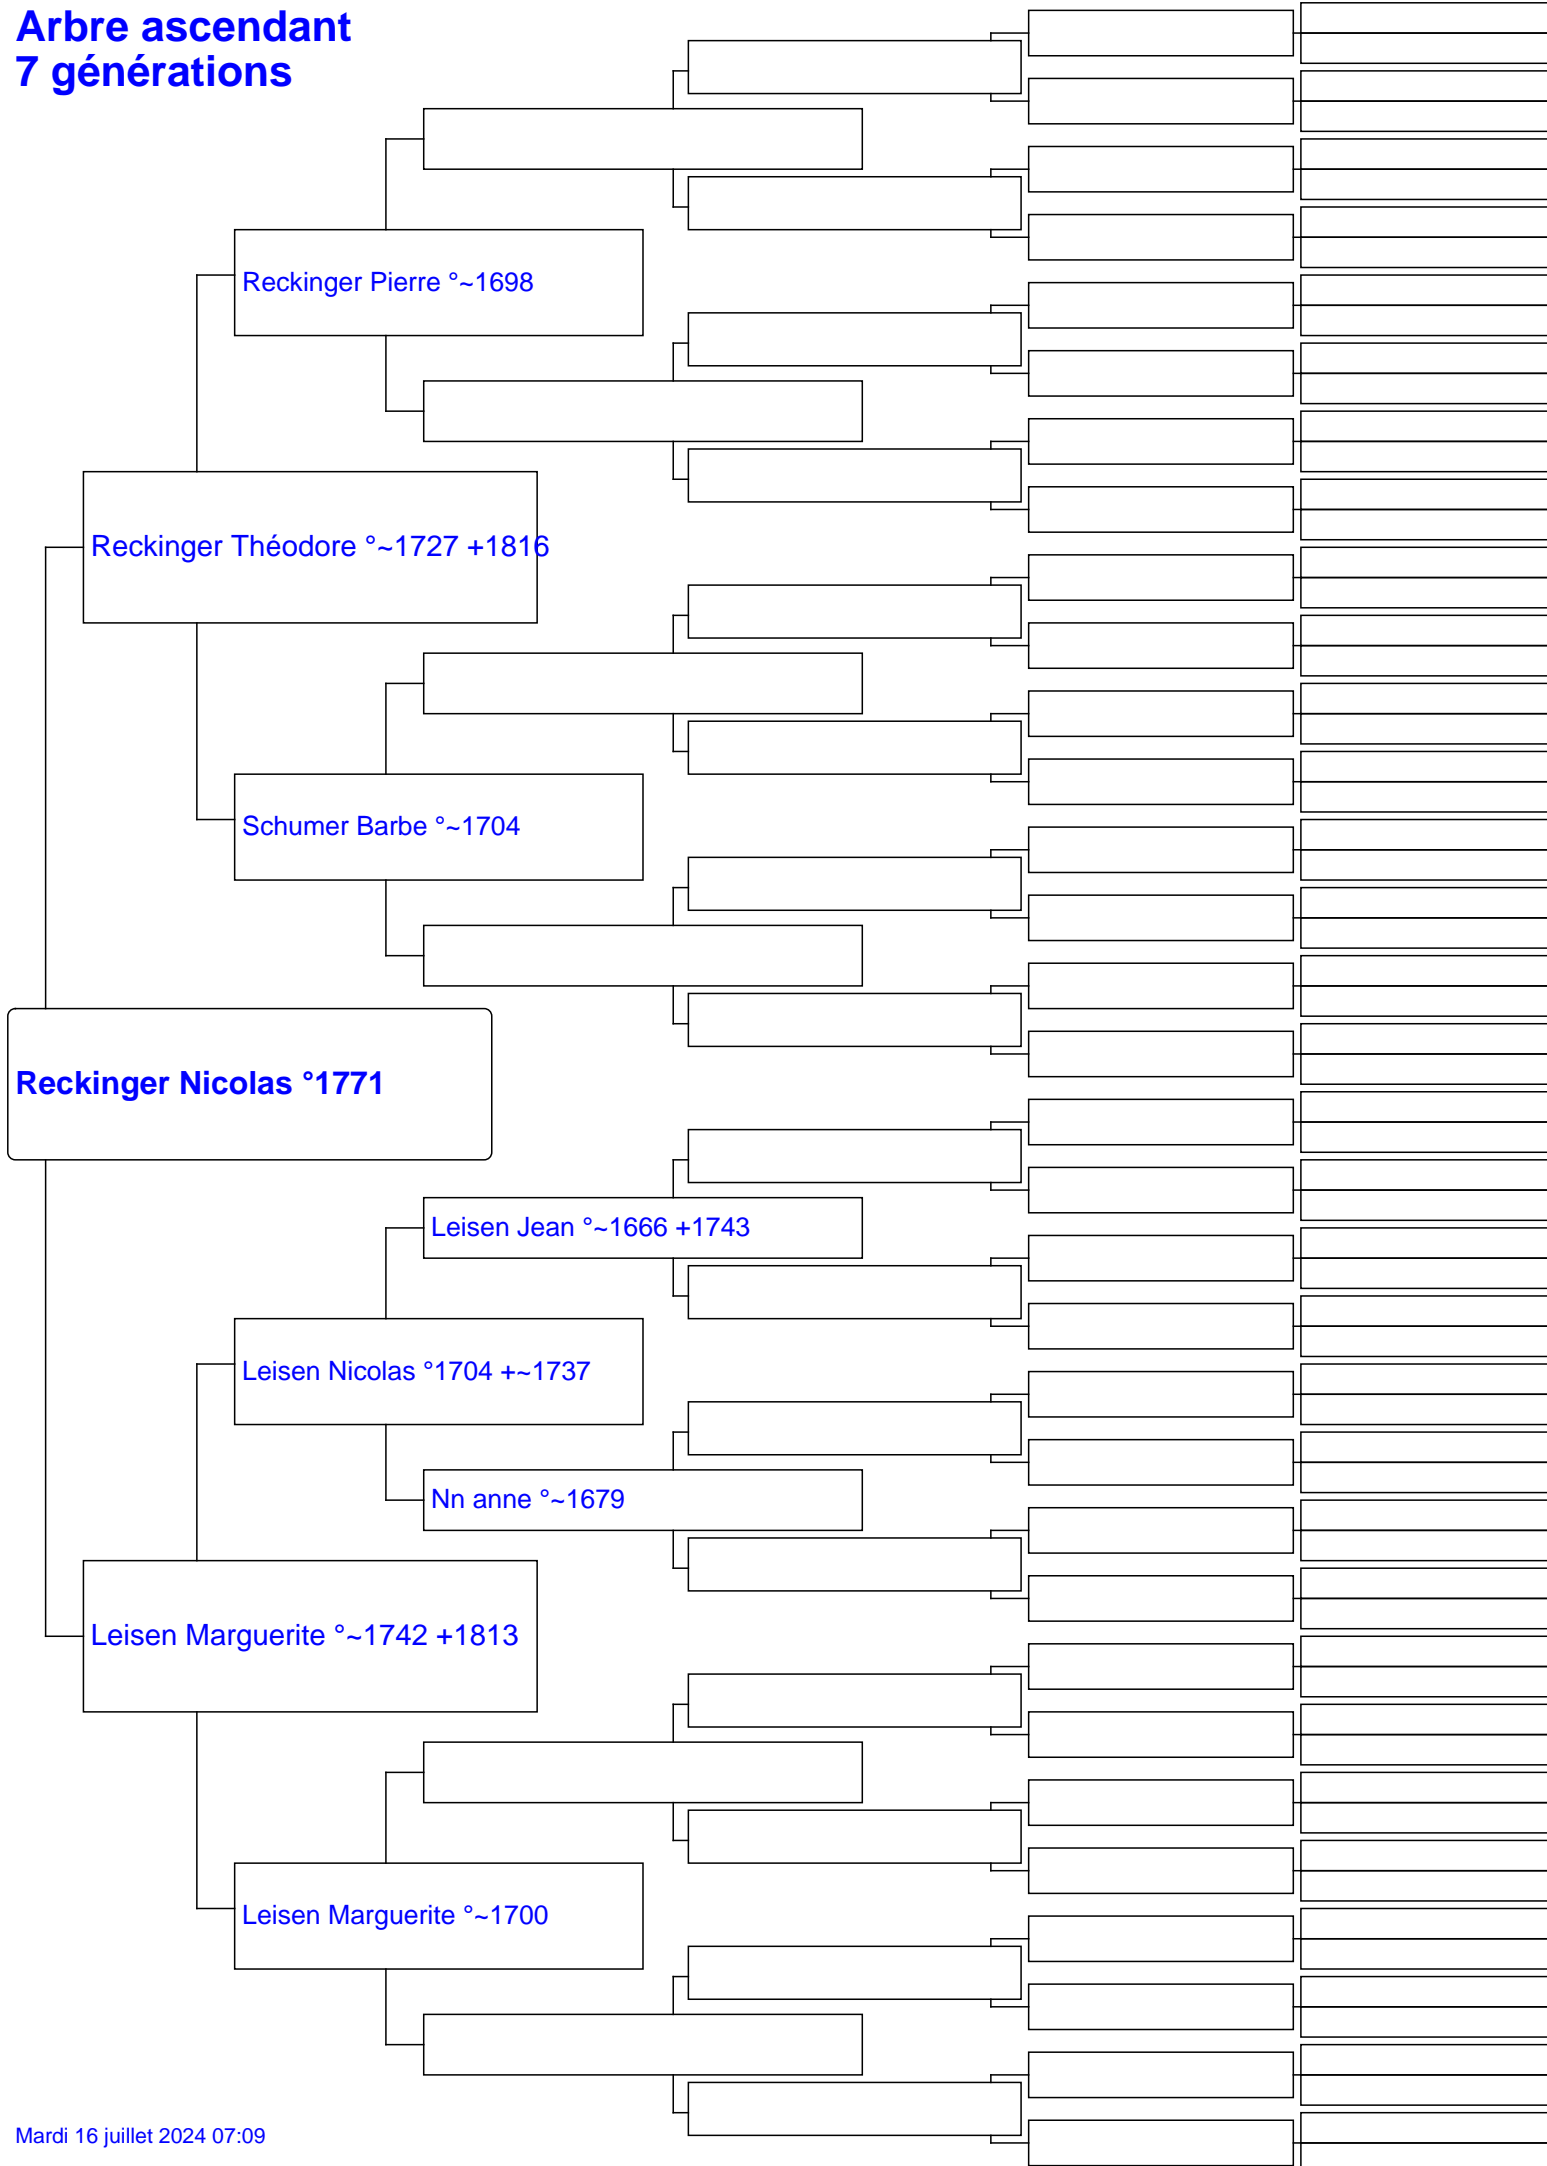 Arbre ascendant
7 générations
Reckinger Pierre °~1698
Reckinger Théodore °~1727 +1816
Schumer Barbe °~1704
Reckinger Nicolas °1771
Leisen Jean °~1666 +1743
Leisen Nicolas °1704 +~1737
Nn anne °~1679
Leisen Marguerite °~1742 +1813
Leisen Marguerite °~1700
Mardi 16 juillet 2024 07:09